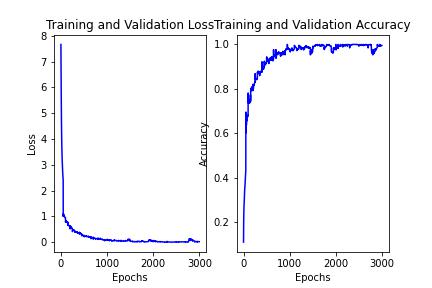 Training and Validation Loss
8
7
6
5
4
3
2
1
0
Loss
0 1000 2000 3000
Epochs
Training and Validation Accuracy
1.0
0.8
0.6
0.4
0.2
Accuracy
0 1000 2000 3000
Epochs